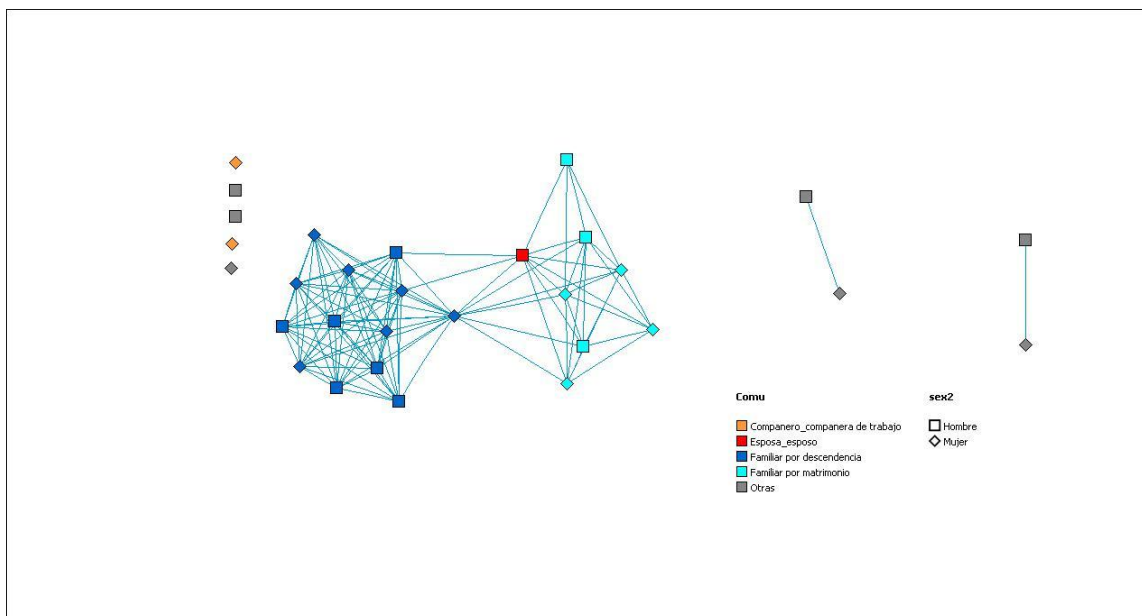 Comu
Companero_companera de trabajo
Esposa_esposo
Familiar por descendencia
Familiar por matrimonio
Otras
sex2
Hombre
Mujer